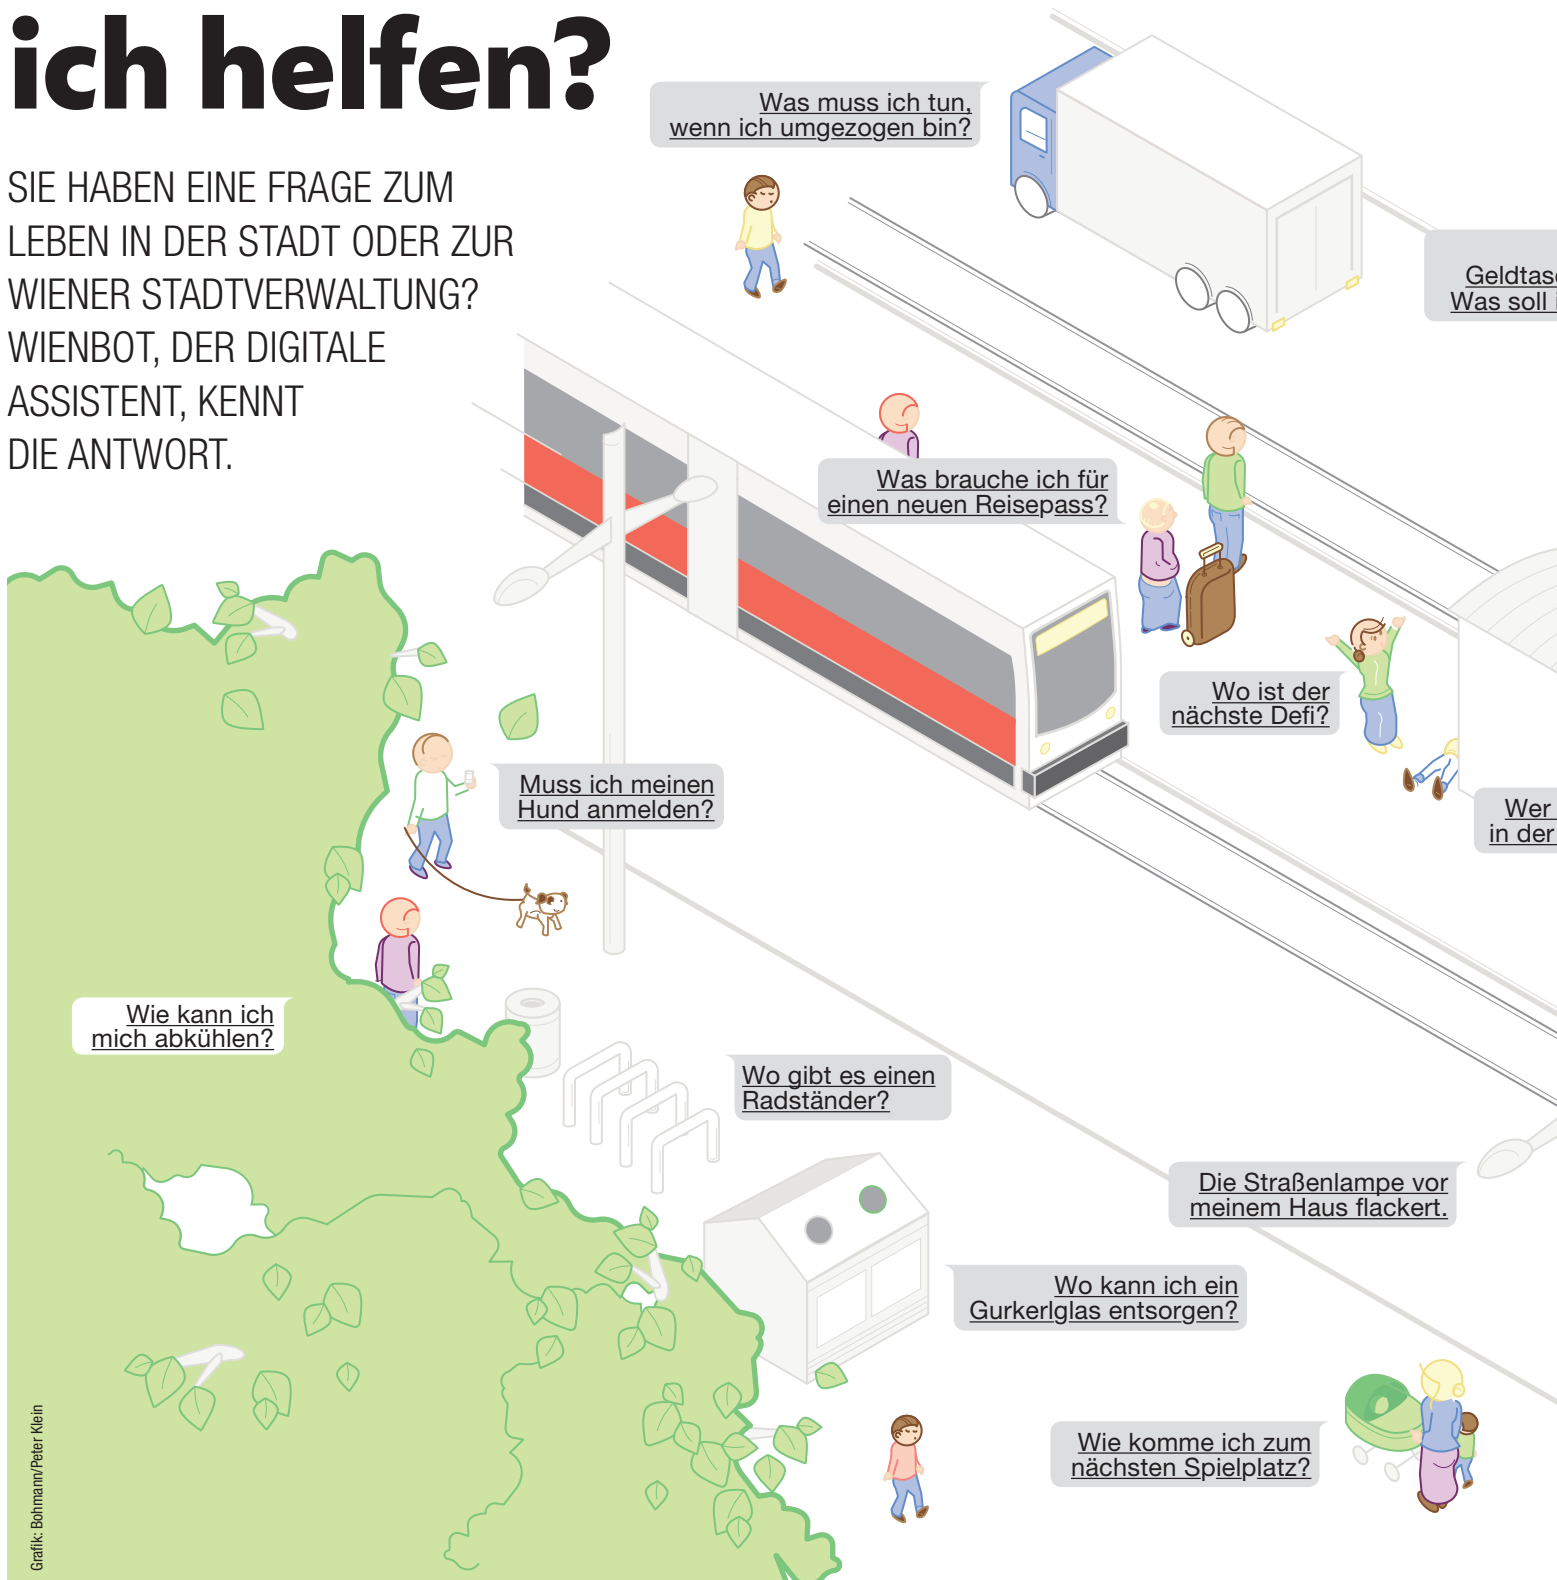 ich helfen?
SIE HABEN EINE FRAGE ZUM
LEBEN IN DER STADT ODER ZUR
WIENER STADTVERWALTUNG?
WIENBOT, DER DIGITALE
ASSISTENT, KENNT
DIE ANTWORT.
Was muss ich tun,
wenn ich umgezogen bin?
Was soll
Was brauche ich für
einen neuen Reisepass?
Wo ist der
nächste Defi?
Muss ich meinen
Hund anmelden?
Wer
in der
Wie kann ich
mich abkühlen?
Wo gibt es einen
Radständer?
Die Straßenlampe vor
meinem Haus flackert.
Wo kann ich ein
Gurkerlglas entsorgen?
Wie komme ich zum
nächsten Spielplatz?
Grafik: Bohmann/Peter Klein